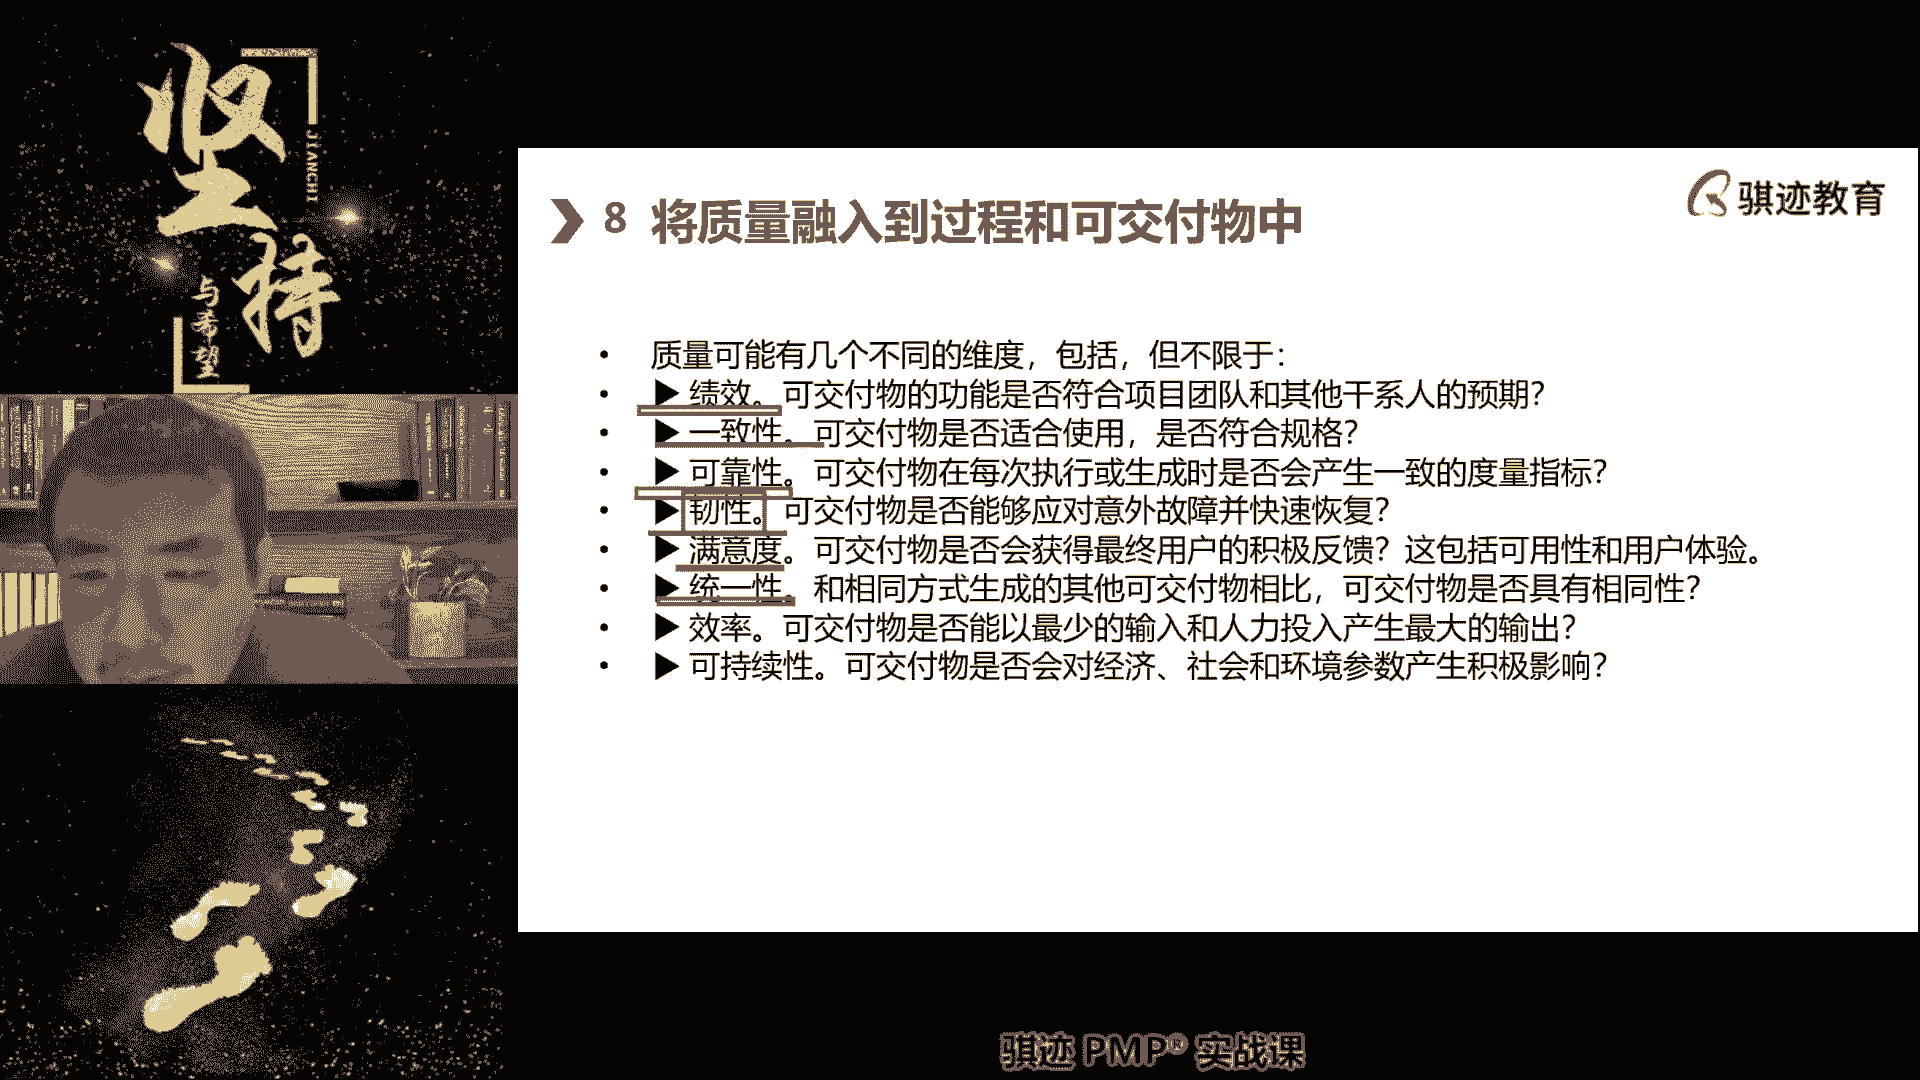 坚持
JIANCHI
与希望
骐迹教育
8 将质量融入到过程和可交付物中
• 质量可能有几个不同的维度，包括，但不限于：
• ▶ 绩效。可交付物的功能是否符合项目团队和其他干系人的预期？
• ▶ 一致性。可交付物是否适合使用，是否符合规格？
• ▶ 可靠性。可交付物在每次执行或生成时是否会产生一致的度量指标？
• ▶ 韧性。可交付物是否能够应对意外故障并快速恢复？
• ▶ 满意度。可交付物是否会获得最终用户的积极反馈？这包括可用性和用户体验。
• ▶ 统一性。和相同方式生成的其他可交付物相比，可交付物是否具有相同性？
• ▶ 效率。可交付物是否能以最少的输入和人力投入产生最大的输出？
• ▶ 可持续性。可交付物是否会对经济、社会和环境参数产生积极影响？
骐迹 PMP® 实战课